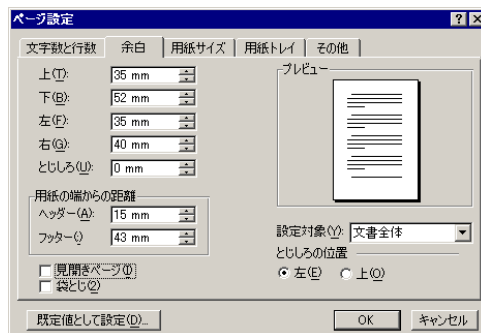 ページ設定
文字数と行数 余白 用紙サイズ 用紙トレイ その他
上(T): 35 mm
下(B): 52 mm
左(F): 35 mm
右(G): 40 mm
とじしろ(U): 0 mm
用紙の端からの距離
ヘッダー(A): 15 mm
フッター(-) 43 mm
見開きページ(I)
袋とじ(2)
プレビュー
設定対象(Y): 文書全体
とじしろの位置
左(E) 上(O)
既定値として設定(D)... OK キャンセル